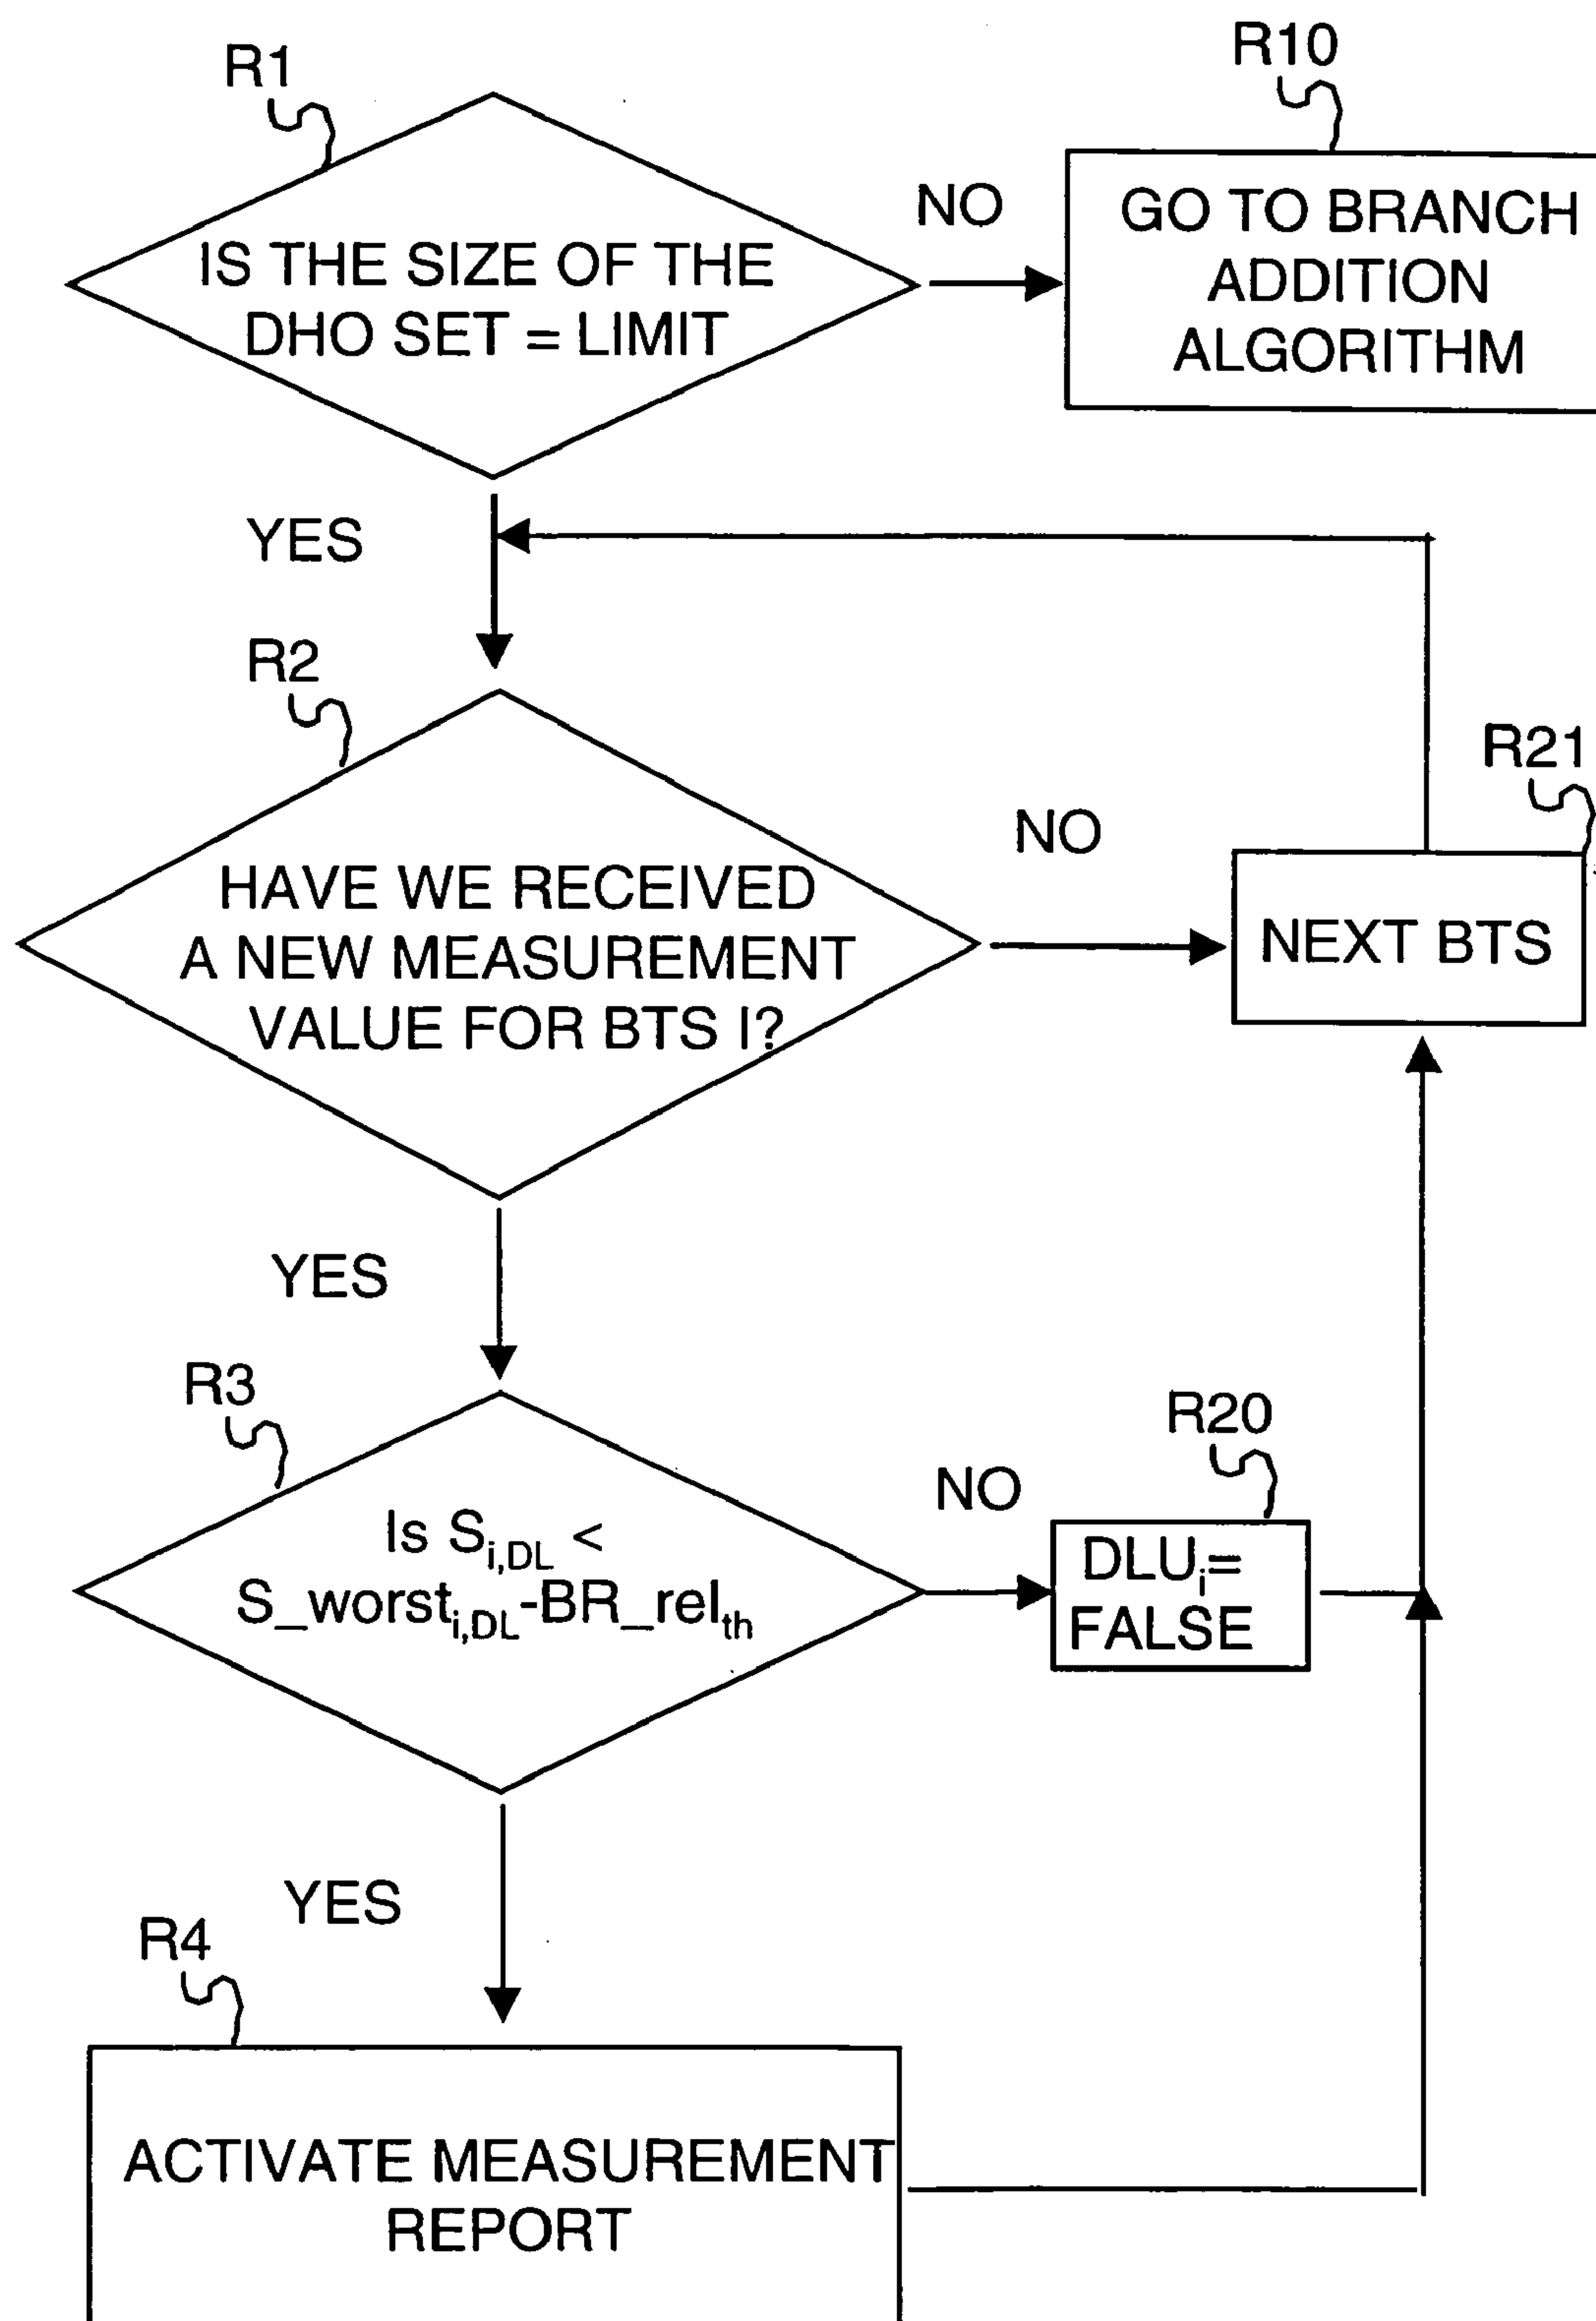 R1
IS THE SIZE OF THE
DHO SET = LIMIT
NO
R10
GO TO BRANCH
ADDITION
ALGORITHM
YES
R2
HAVE WE RECEIVED
A NEW MEASUREMENT
VALUE FOR BTS I?
NO
R21
NEXT BTS
YES
R3
Is S_{i,DL} <
S_worst_{i,DL}-BR_rel_{th}
NO
R20
DLU_i=
FALSE
YES
R4
ACTIVATE MEASUREMENT
REPORT